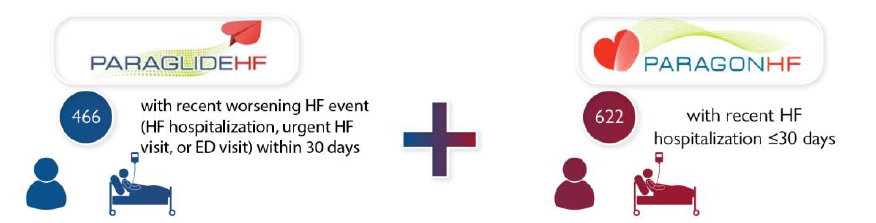 PARAGLIDEHF
466
with recent worsening HF event
(HF hospitalization, urgent HF
visit, or ED visit) within 30 days
PARAGONHF
622
with recent HF
hospitalization ≤30 days